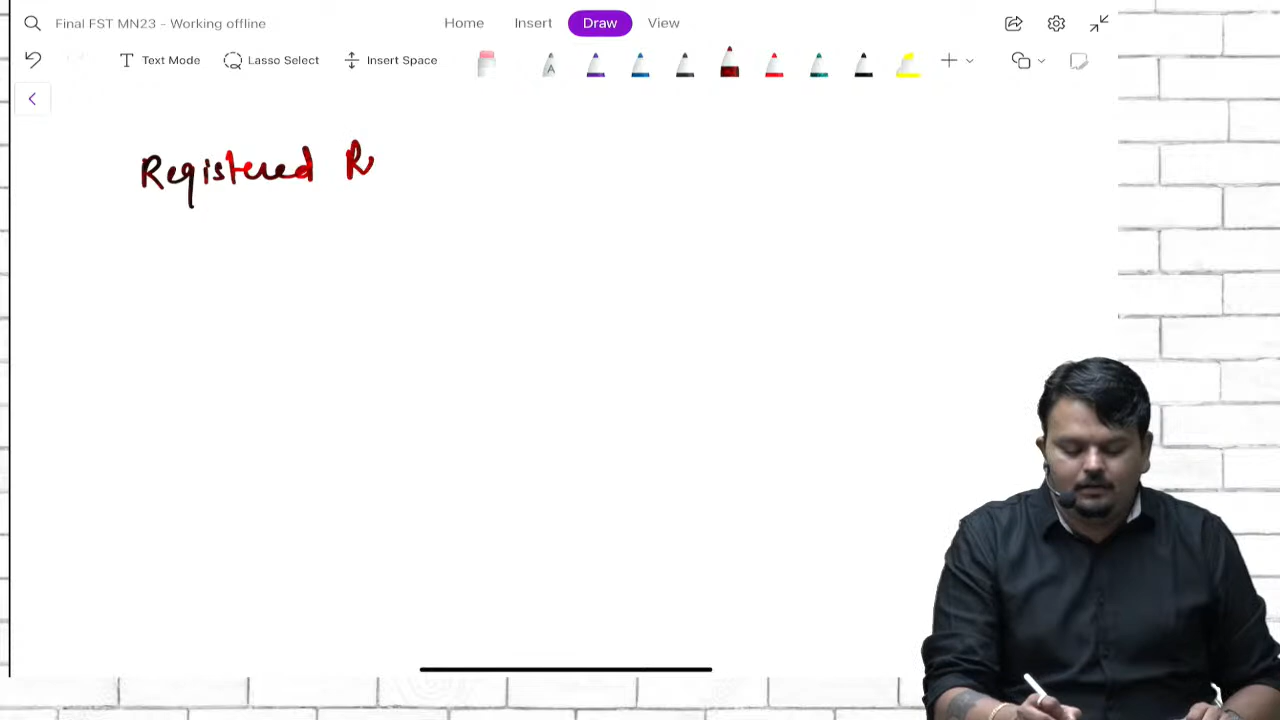 Final FST MN23 - Working offline
Home Insert Draw View
Text Mode Lasso Select Insert Space
A
Registered R